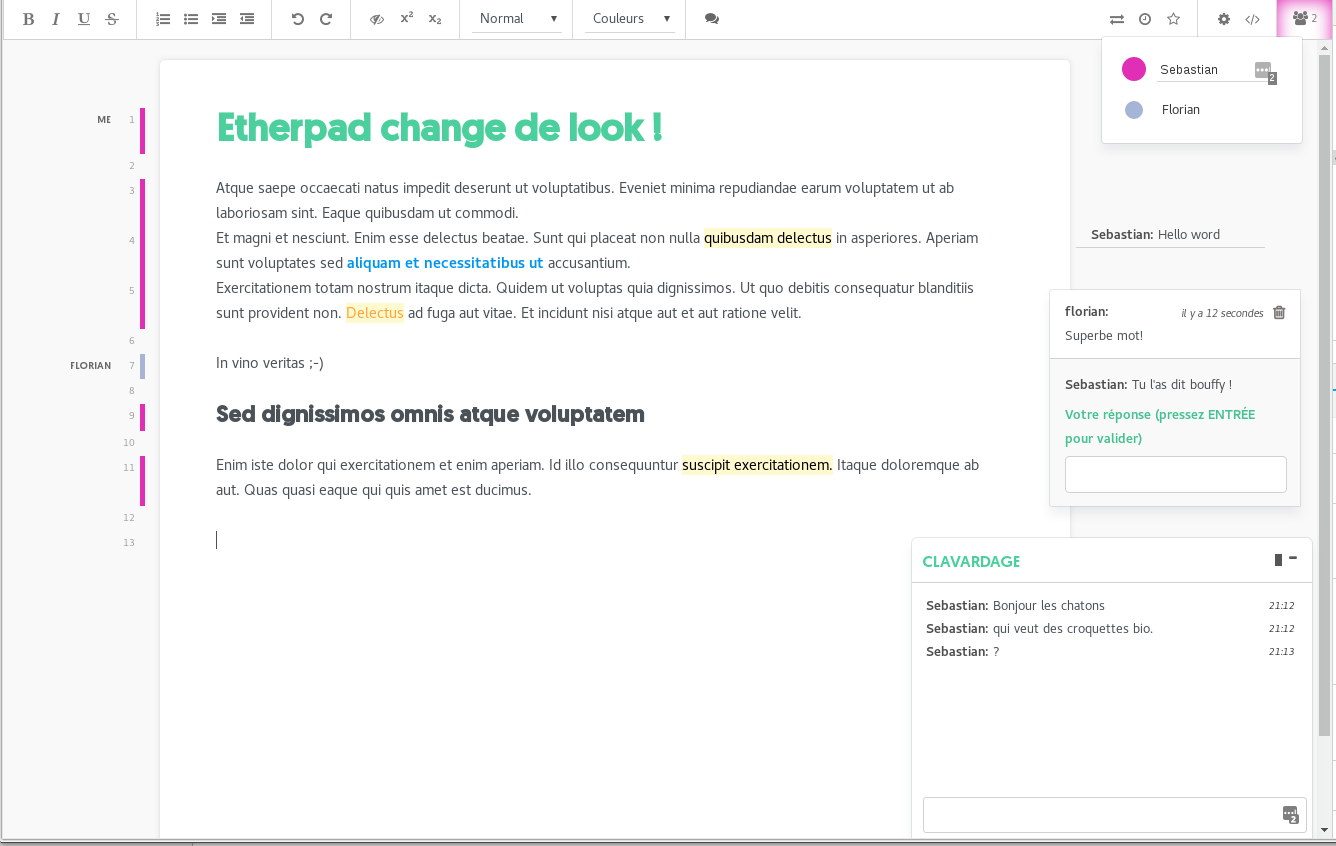 B I U S x² x₂ Normal Couleurs 2
Sebastian
2
Florian
ME 1
Etherpad change de look !
2
3
Atque saepe occaecati natus impedit deserunt ut voluptatibus. Eveniet minima repudiandae earum voluptatem ut ab
laboriosam sint. Eaque quibusdam ut commodi.
4
Et magni et nesciunt. Enim esse delectus beatae. Sunt qui placeat non nulla quibusdam delectus in asperiores. Aperiam
sunt voluptates sed aliquam et necessitatibus ut accusantium.
5
Exercitationem totam nostrum itaque dicta. Quidem ut voluptas quia dignissimos. Ut quo debitis consequatur blanditiis
sunt provident non. Delectus ad fuga aut vitae. Et incidunt nisi atque aut et aut ratione velit.
6
FLORIAN 7
In vino veritas ;-)
8
9
Sed dignissimos omnis atque voluptatem
10
11
Enim iste dolor qui exercitationem et enim aperiam. Id illo consequuntur suscipit exercitationem. Itaque doloremque ab
aut. Quas quasi eaque qui quis amet est ducimus.
12
13
Sebastian: Hello word
florian: il y a 12 secondes
Superbe mot!
Sebastian: Tu l'as dit bouffy !
Votre réponse (pressez ENTRÉE
pour valider)
CLAVARDAGE
Sebastian: Bonjour les chatons 21:12
Sebastian: qui veut des croquettes bio. 21:12
Sebastian: ? 21:13
2